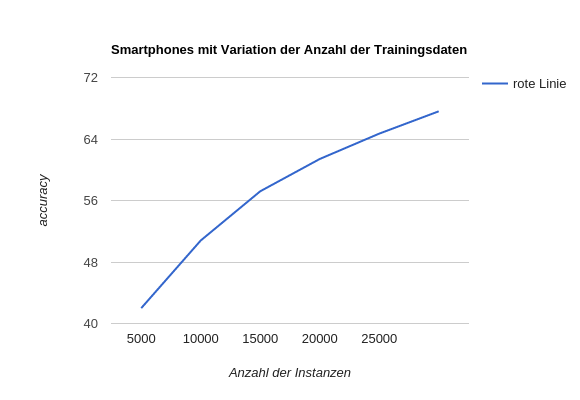 Smartphones mit Variation der Anzahl der Trainingsdaten
72
rote Linie
64
56
accuracy
48
40
5000 10000 15000 20000 25000
Anzahl der Instanzen